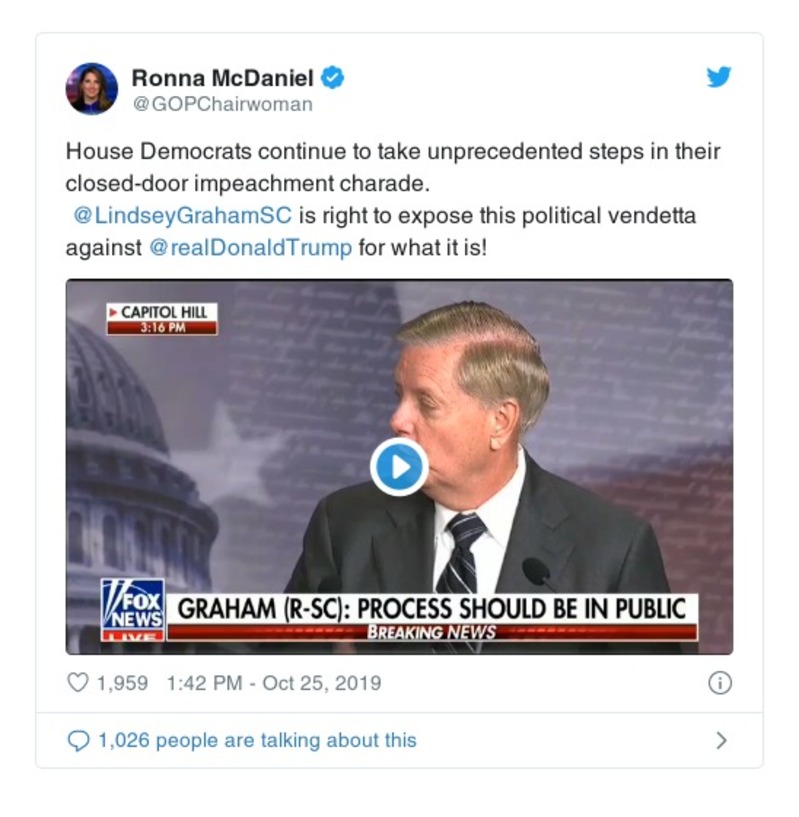 Ronna McDaniel
@GOPChairwoman
House Democrats continue to take unprecedented steps in their
closed-door impeachment charade.
@LindseyGrahamSC is right to expose this political vendetta
against @realDonaldTrump for what it is!
CAPITOL HILL
3:16 PM
FOX
NEWS
LIVE
GRAHAM (R-SC): PROCESS SHOULD BE IN PUBLIC
BREAKING NEWS
1,959 1:42 PM - Oct 25, 2019
1,026 people are talking about this